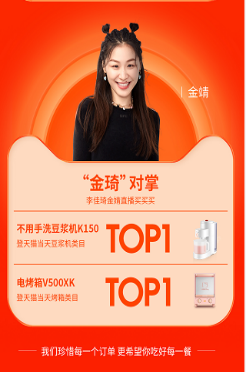 金靖
“金琦”对掌
李佳琦金靖直播买买买
不用手洗豆浆机K150
登天猫当天豆浆机类目
TOP1
电烤箱V500XK
登天猫当天烤箱类目
TOP1
我们珍惜每一个订单 更希望你吃好每一餐